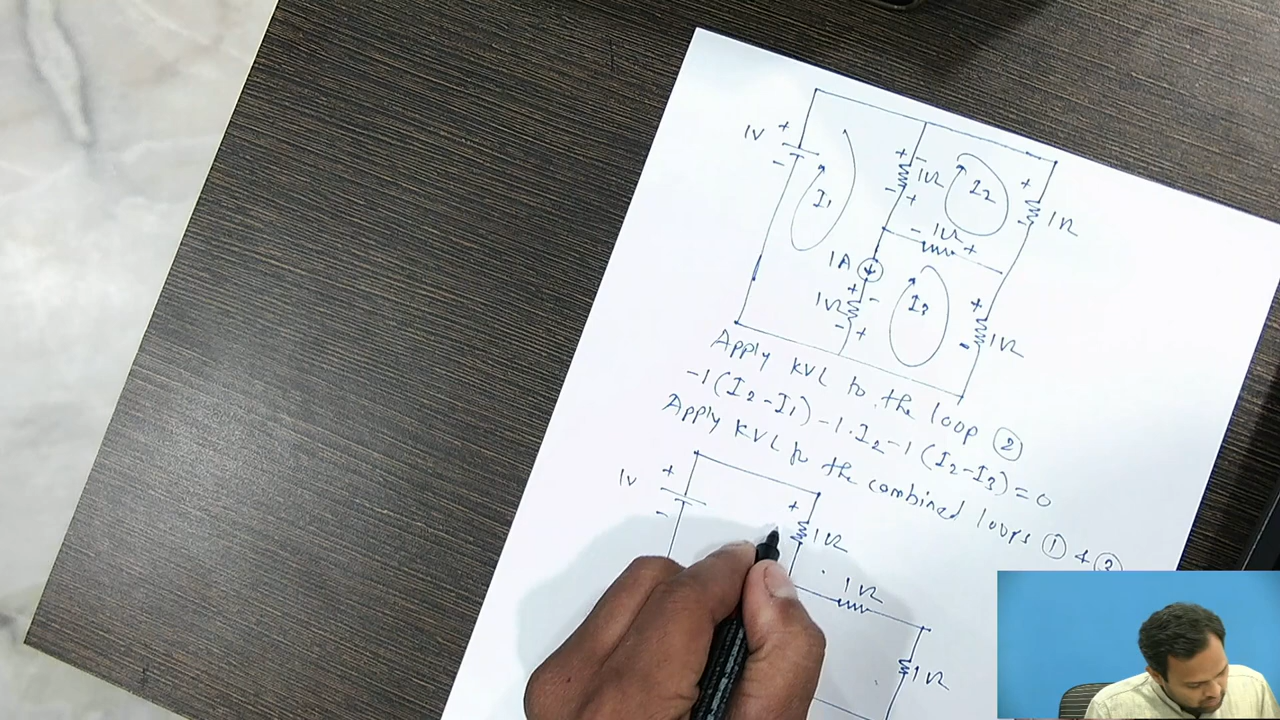 1V + -
I1
+ - 1Ω - +
I2
+ - 1Ω
- 1Ω +
1A
+ - 1Ω - +
I3
+ 1Ω
Apply KVL to the loop ②
-1(I2-I1)-1.I2-1(I2-I3)=0
Apply KVL to the combined loops ① & ③
1V + -
+ 1Ω
1Ω
1Ω